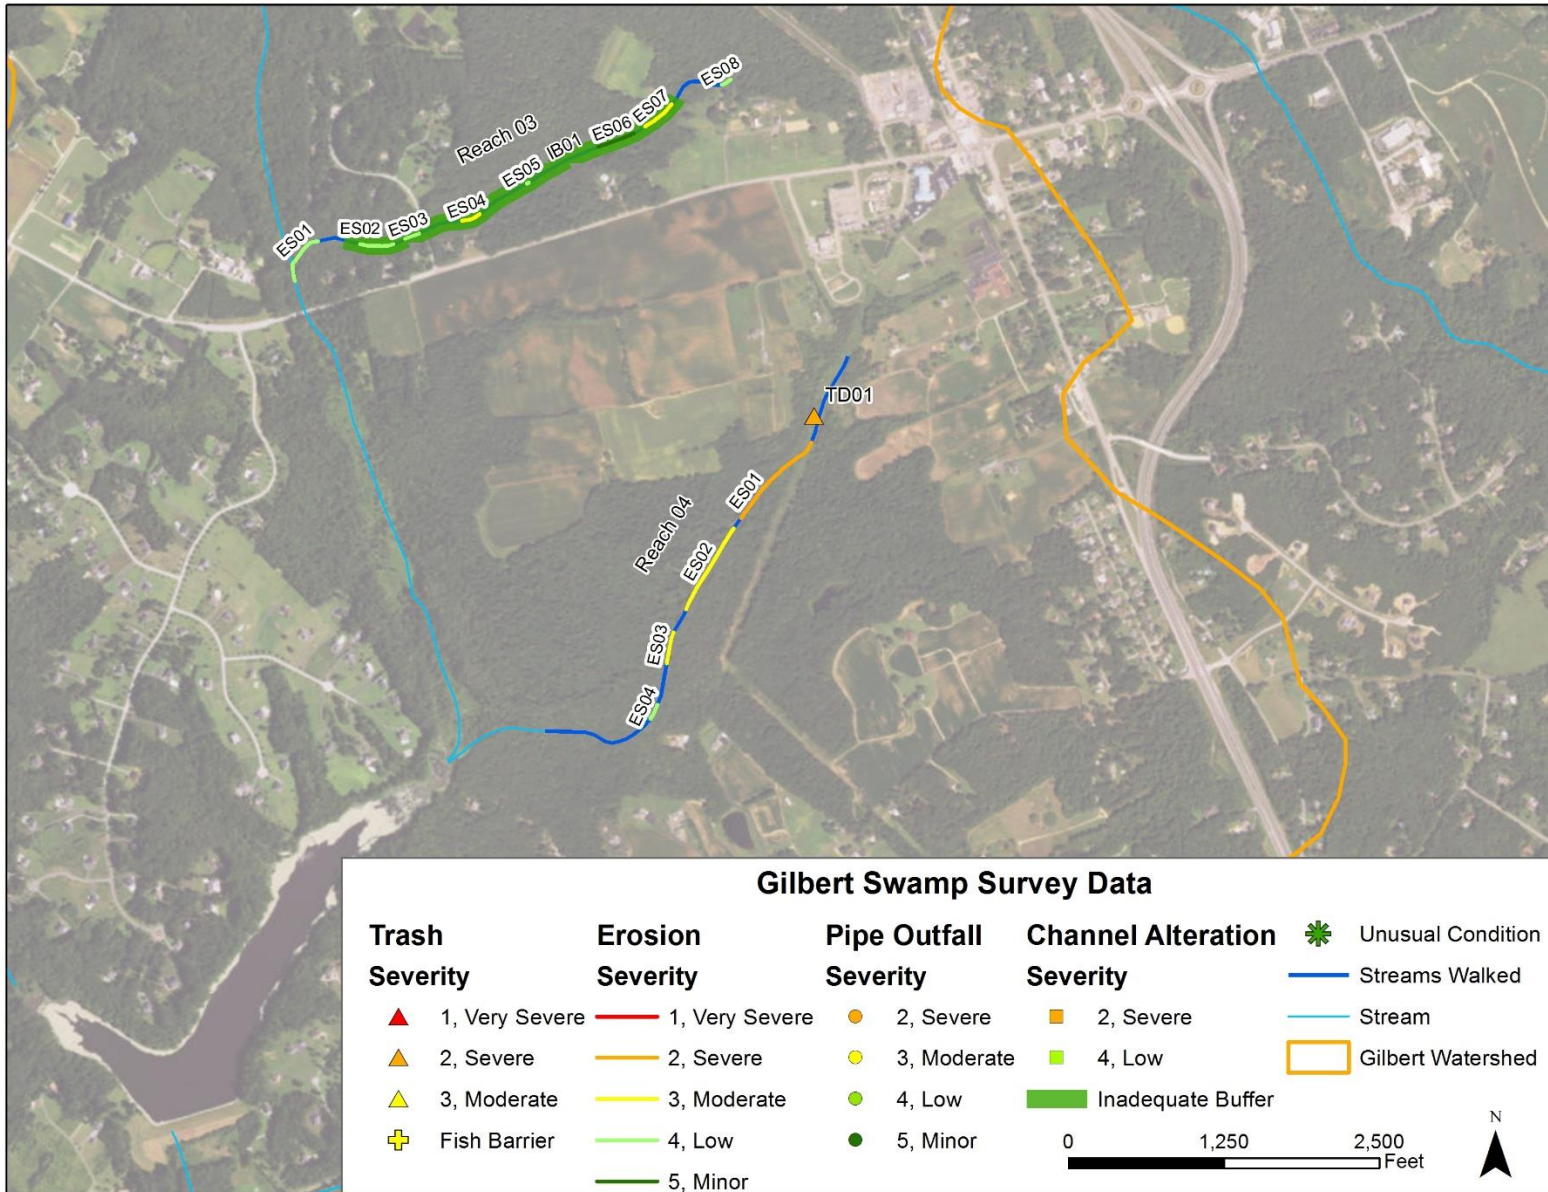 ES08
ES07
ES06
IB01
Reach 03
ES05
ES04
ES03
ES02
ES01
TD01
ES01
Reach 04
ES02
ES03
ES04
Gilbert Swamp Survey Data
Trash
Severity
1, Very Severe
2, Severe
3, Moderate
Fish Barrier
Erosion
Severity
1, Very Severe
2, Severe
3, Moderate
4, Low
5, Minor
Pipe Outfall
Severity
2, Severe
3, Moderate
4, Low
5, Minor
Channel Alteration
Severity
2, Severe
4, Low
Inadequate Buffer
Unusual Condition
Streams Walked
Stream
Gilbert Watershed
0 1,250 2,500
Feet
N